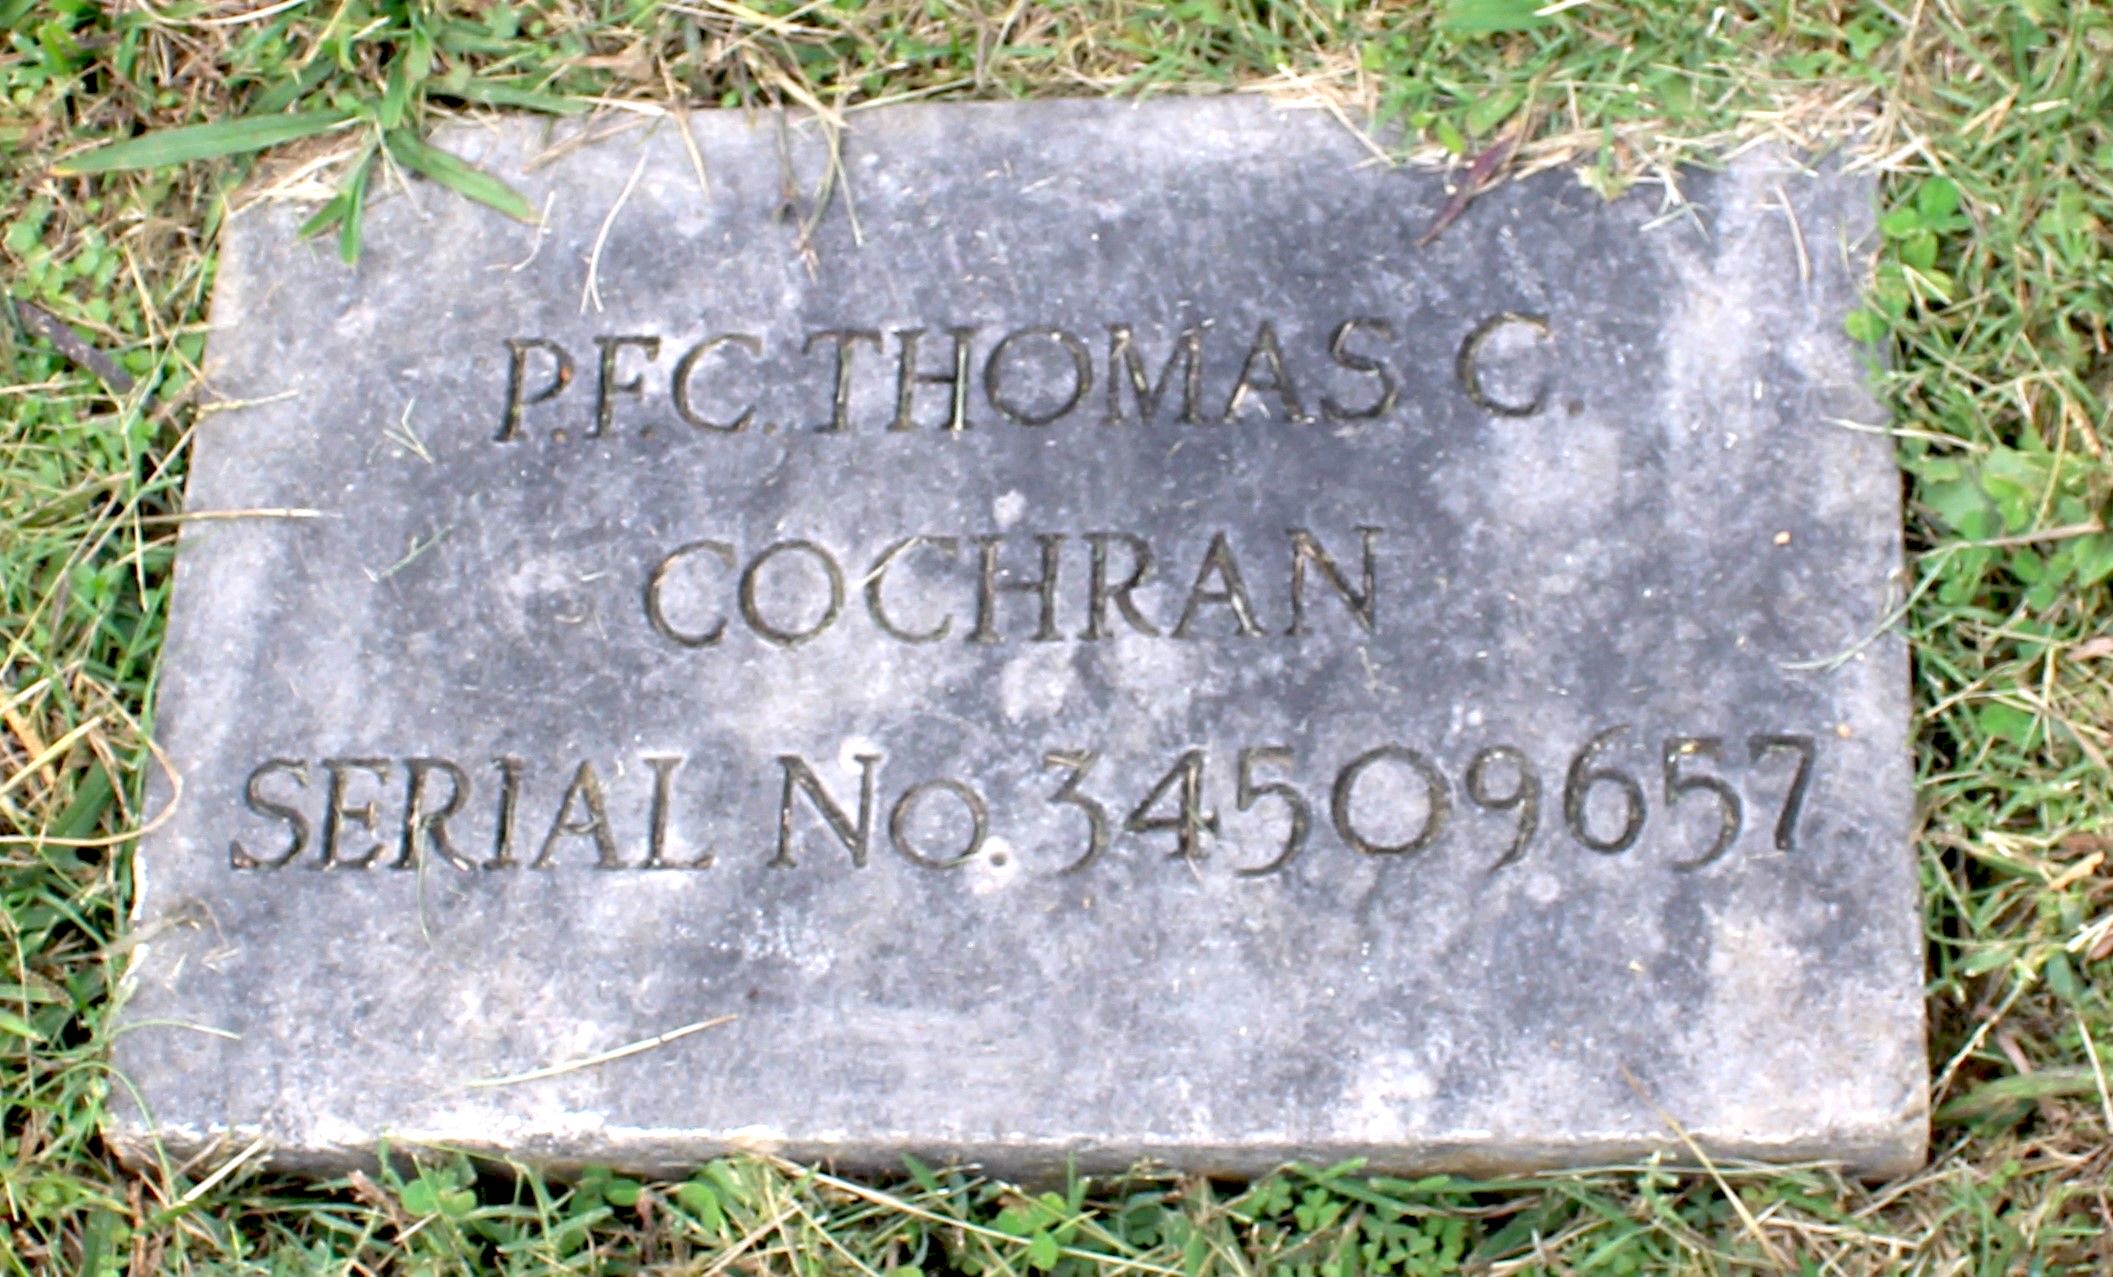 P.F.C. THOMAS C.
COCHRAN
SERIAL No. 34509657